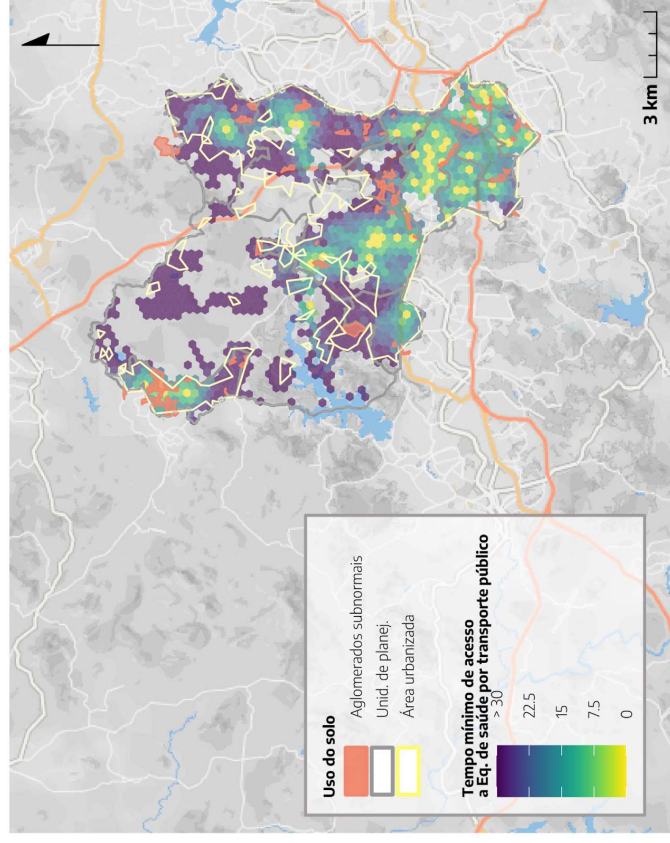 Uso do solo
Aglomerados subnormais
Unid. de planej.
Área urbanizada
Tempo mínimo de acesso
a Eq. de saúde por transporte público
> 30
22.5
15
7.5
0
3 km